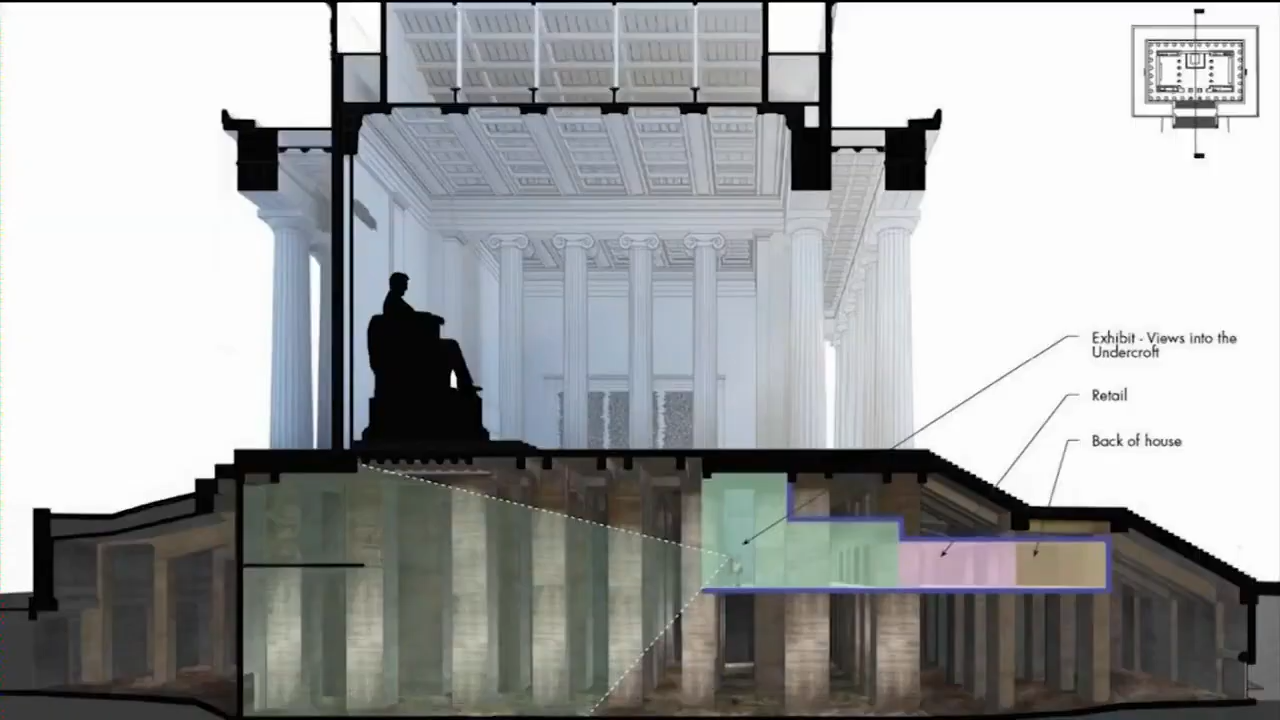 Exhibit - Views into the
Undercroft
Retail
Back of house